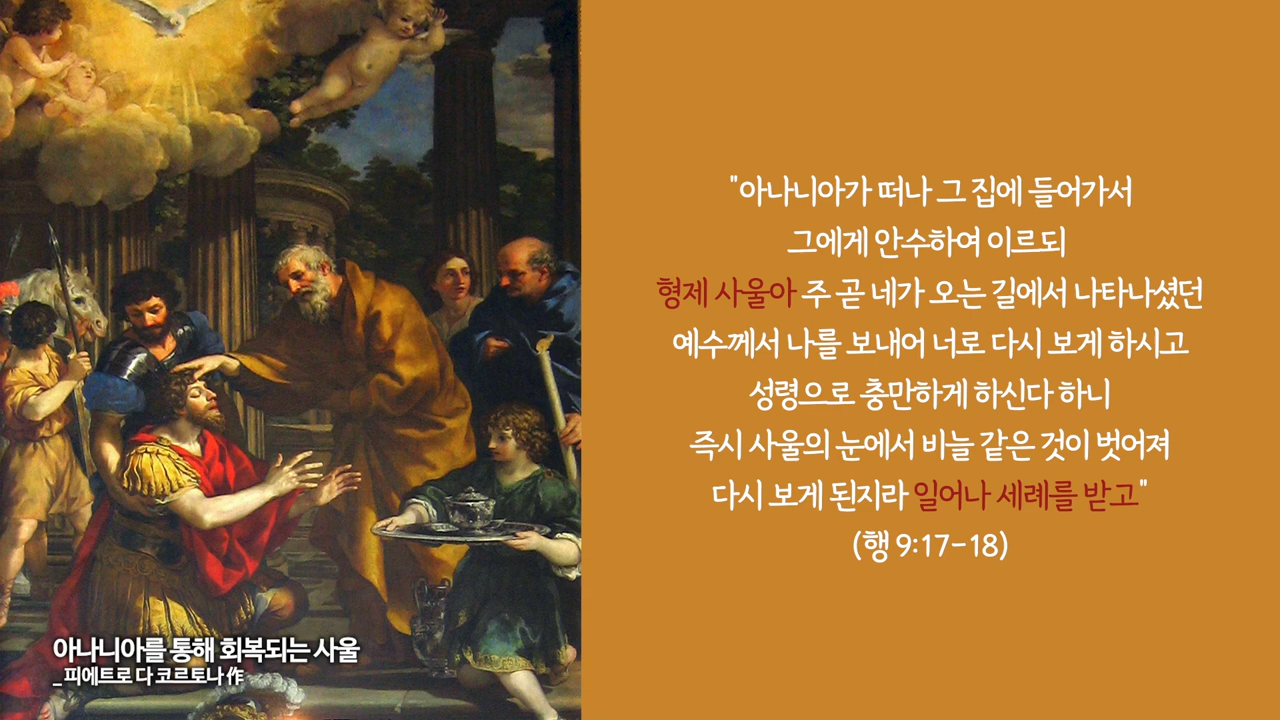 "아나니아가 떠나 그 집에 들어가서
그에게 안수하여 이르되
형제 사울아 주 곧 네가 오는 길에서 나타나셨던
예수께서 나를 보내어 너로 다시 보게 하시고
성령으로 충만하게 하신다 하니
즉시 사울의 눈에서 비늘 같은 것이 벗어져
다시 보게 된지라 일어나 세례를 받고"
(행 9:17-18)
아나니아를 통해 회복되는 사울
_피에트로 다 코르토나 作